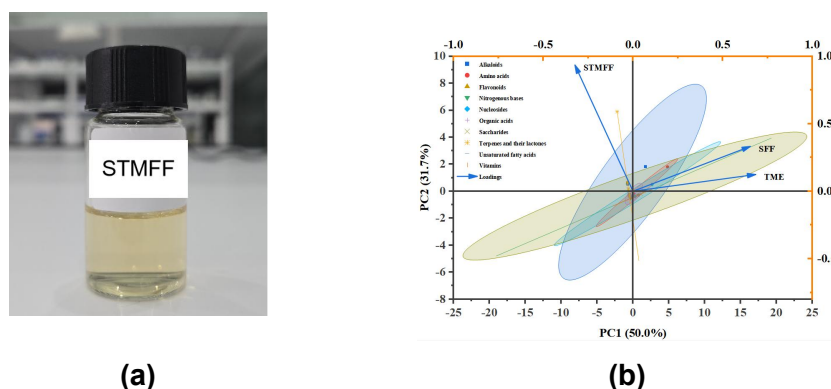 STMFF
-1.0 -0.5 0.0 0.5 1.0
10
8
6
4
2
0
-2
-4
-6
-8
PC2 (31.7%)
1.0
0.5
0.0
-0.
STMFF
SFF
TME
Alkaloids
Amino acids
Flavonoids
Nitrogenous bases
Nucleosides
Organic acids
Saccharides
Terpenes and their lactones
Unsaturated fatty acids
Vitamins
Loadings
-25 -20 -15 -10 -5 0 5 10 15 20 25
PC1 (50.0%)
(a)
(b)